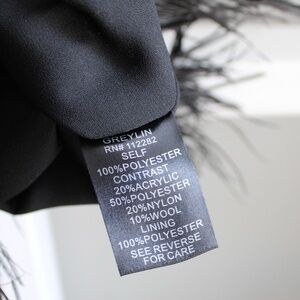 GREYLIN
RN# 112282
SELF
100%POLYESTER
CONTRAST
20%ACRYLIC
50%POLYESTER
20%NYLON
10%WOOL
LINING
100%POLYESTER
SEE REVERSE
FOR CARE